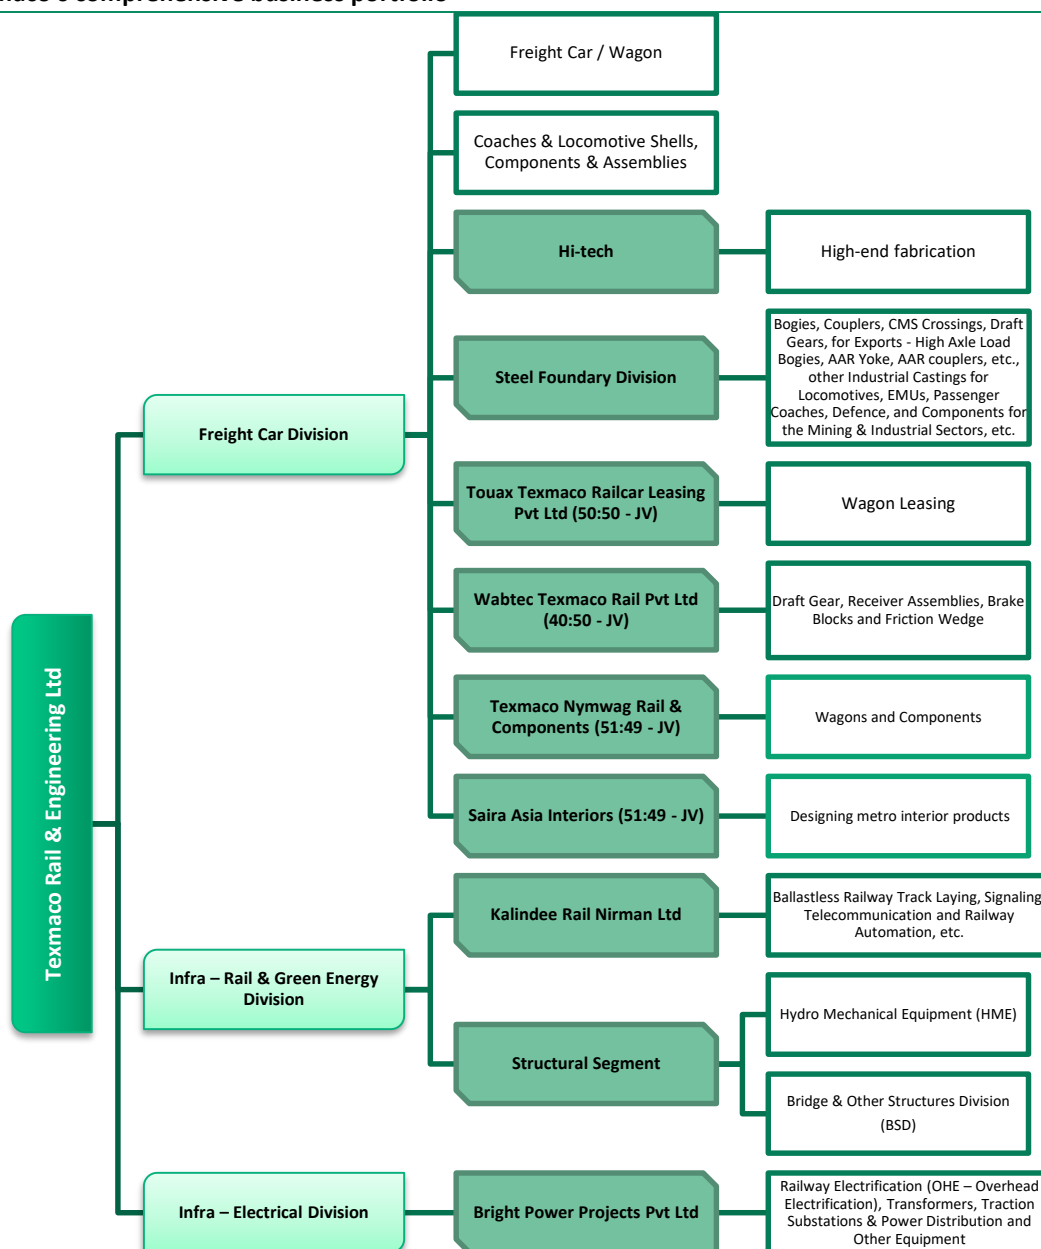 comprehensive business portfolio
Freight Car / Wagon
Coaches & Locomotive Shells,
Components & Assemblies
Hi-tech
High-end fabrication
Steel Foundary Division
Bogies, Couplers, CMS Crossings, Draft
Gears, for Exports - High Axle Load
Bogies, AAR Yoke, AAR couplers, etc.,
other Industrial Castings for
Locomotives, EMUs, Passenger
Coaches, Defence, and Components for
the Mining & Industrial Sectors, etc.
Freight Car Division
Touax Texmaco Railcar Leasing
Pvt Ltd (50:50 - JV)
Wagon Leasing
Wabtec Texmaco Rail Pvt Ltd
(40:50 - JV)
Draft Gear, Receiver Assemblies, Brake
Blocks and Friction Wedge
Texmaco Nymwag Rail &
Components (51:49 - JV)
Wagons and Components
Saira Asia Interiors (51:49 - JV)
Designing metro interior products
Texmaco Rail & Engineering Ltd
Kalindee Rail Nirman Ltd
Ballastless Railway Track Laying, Signaling
Telecommunication and Railway
Automation, etc.
Infra – Rail & Green Energy
Division
Structural Segment
Hydro Mechanical Equipment (HME)
Bridge & Other Structures Division
(BSD)
Infra – Electrical Division
Bright Power Projects Pvt Ltd
Railway Electrification (OHE – Overhead
Electrification), Transformers, Traction
Substations & Power Distribution and
Other Equipment